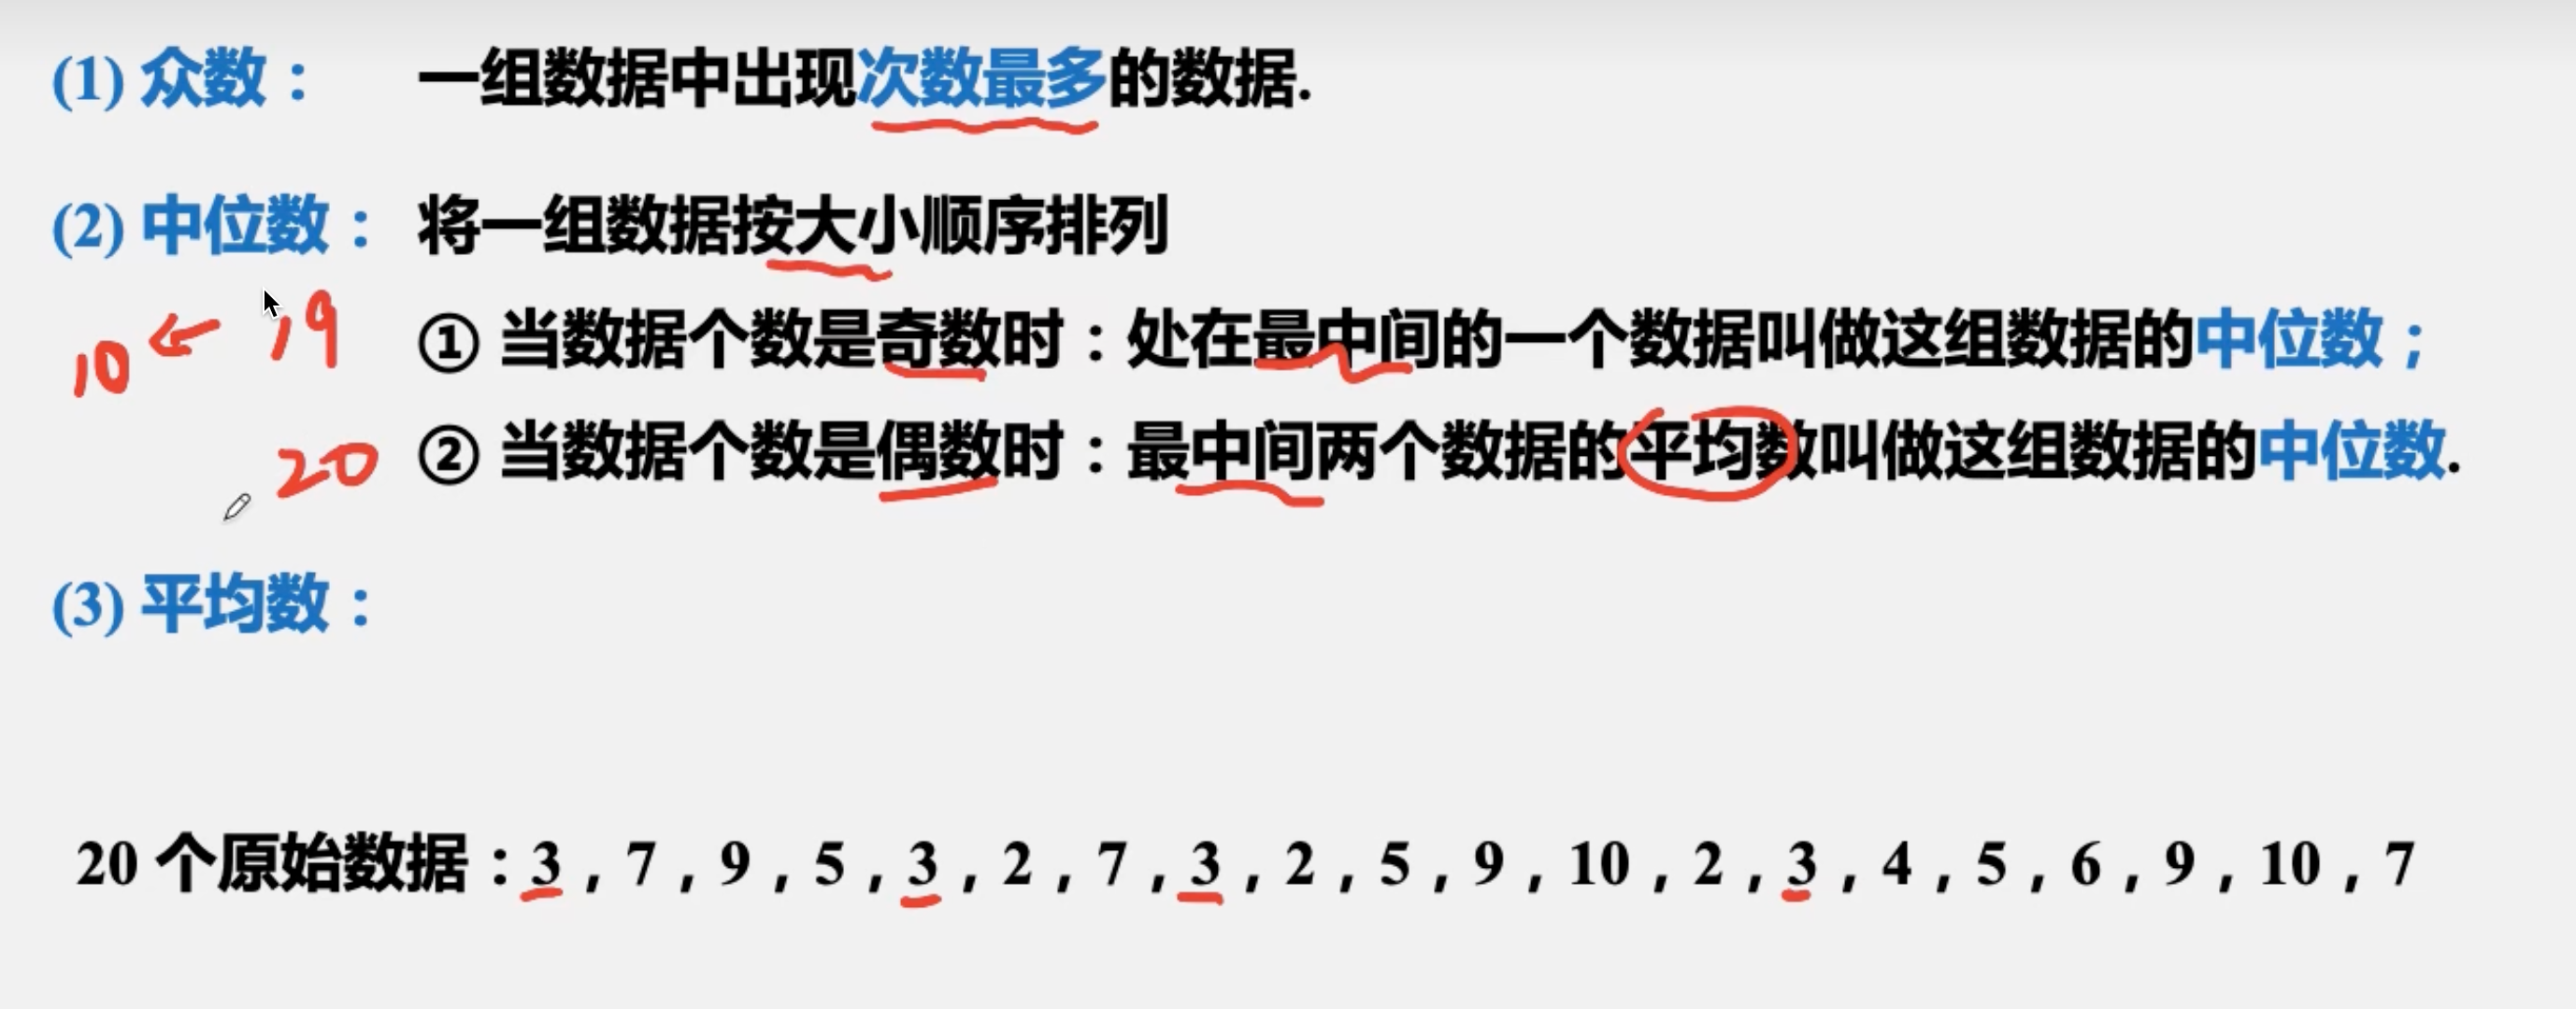 (1) 众数： 一组数据中出现次数最多的数据.
(2) 中位数： 将一组数据按大小顺序排列
10 ← 19 ① 当数据个数是奇数时：处在最中间的一个数据叫做这组数据的中位数；
20 ② 当数据个数是偶数时：最中间两个数据的平均数叫做这组数据的中位数.
(3) 平均数：
20 个原始数据：3，7，9，5，3，2，7，3，2，5，9，10，2，3，4，5，6，9，10，7